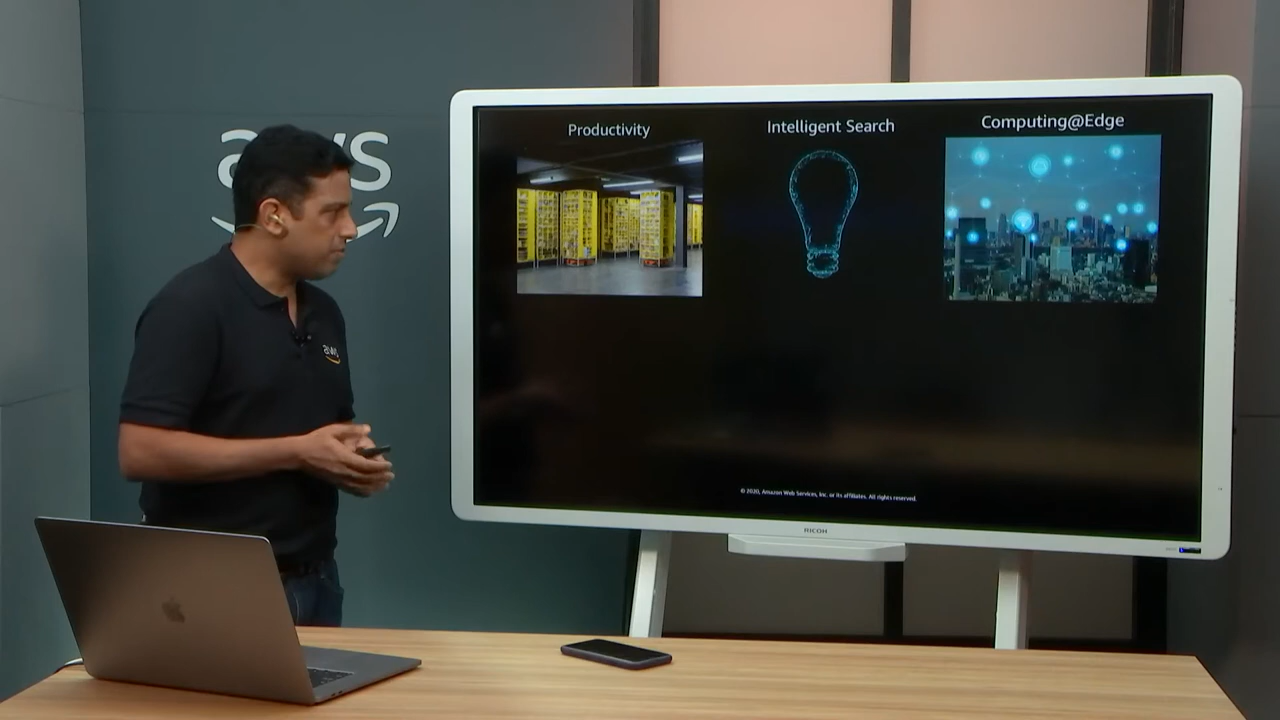 aws
aws
Productivity
Intelligent Search
Computing@Edge
© 2020, Amazon Web Services, Inc. or its affiliates. All rights reserved.
RICOH